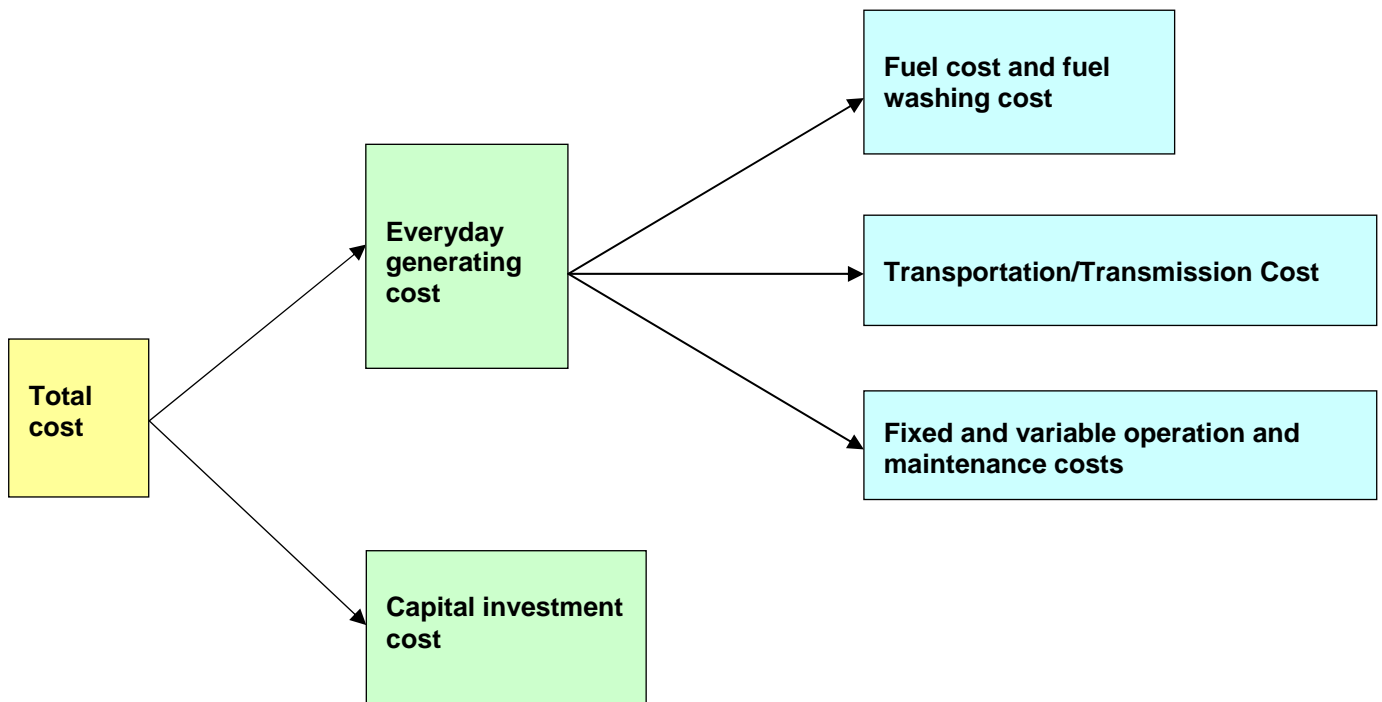 Total
cost
Everyday
generating
cost
Capital investment
cost
Fuel cost and fuel
washing cost
Transportation/Transmission Cost
Fixed and variable operation and
maintenance costs